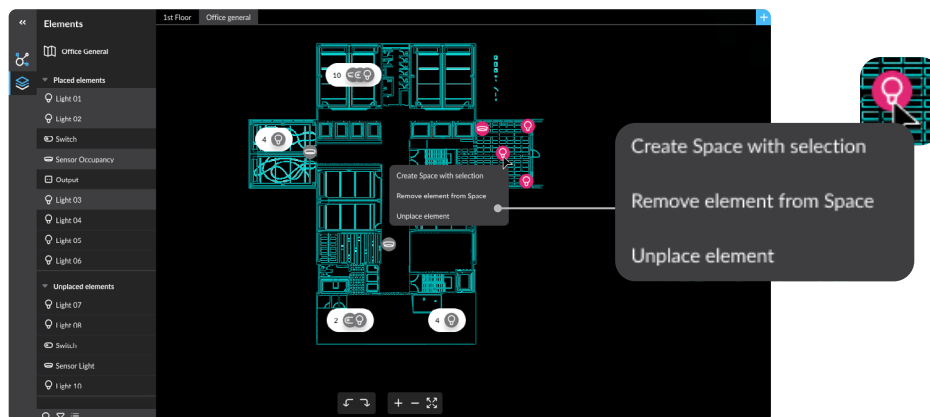 Elements
1st Floor
Office general
Office General
Placed elements
Light 01
Light 02
Switch
Sensor Occupancy
Output
Light 03
Light 04
Light 05
Light 06
Unplaced elements
Light 07
Light 08
Switch
Sensor Light
Light 10
10
4
2
4
Create Space with selection
Remove element from Space
Unplace element
Create Space with selection
Remove element from Space
Unplace element